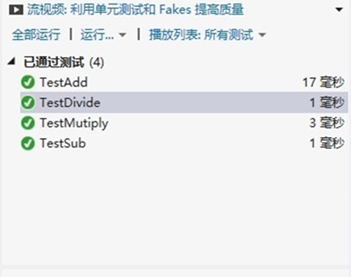 流视频: 利用单元测试和 Fakes 提高质量
全部运行 | 运行... | 播放列表: 所有测试
已通过测试 (4)
TestAdd 17 毫秒
TestDivide 1 毫秒
TestMutiply 3 毫秒
TestSub 1 毫秒